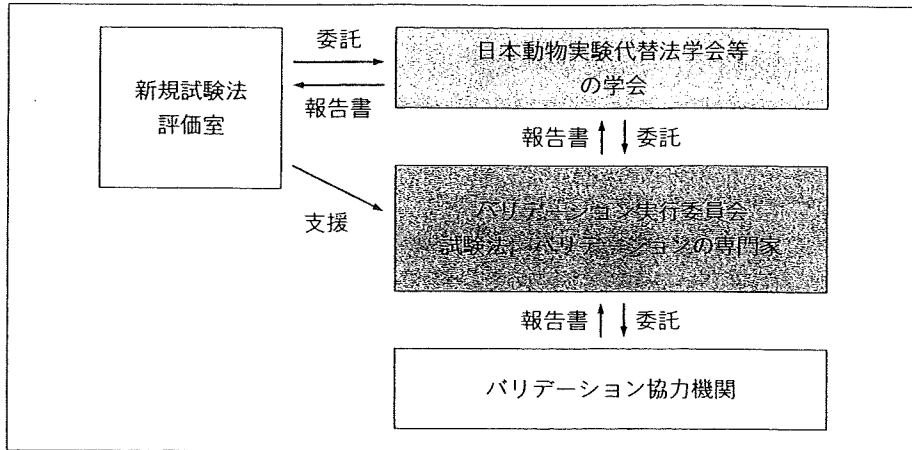 委託
日本動物実験代替法学会等
の学会
新規試験法
評価室
報告書
報告書
委託
支援
バリデーション実行委員会
試験法、バリデーションの専門家
報告書
委託
バリデーション協力機関